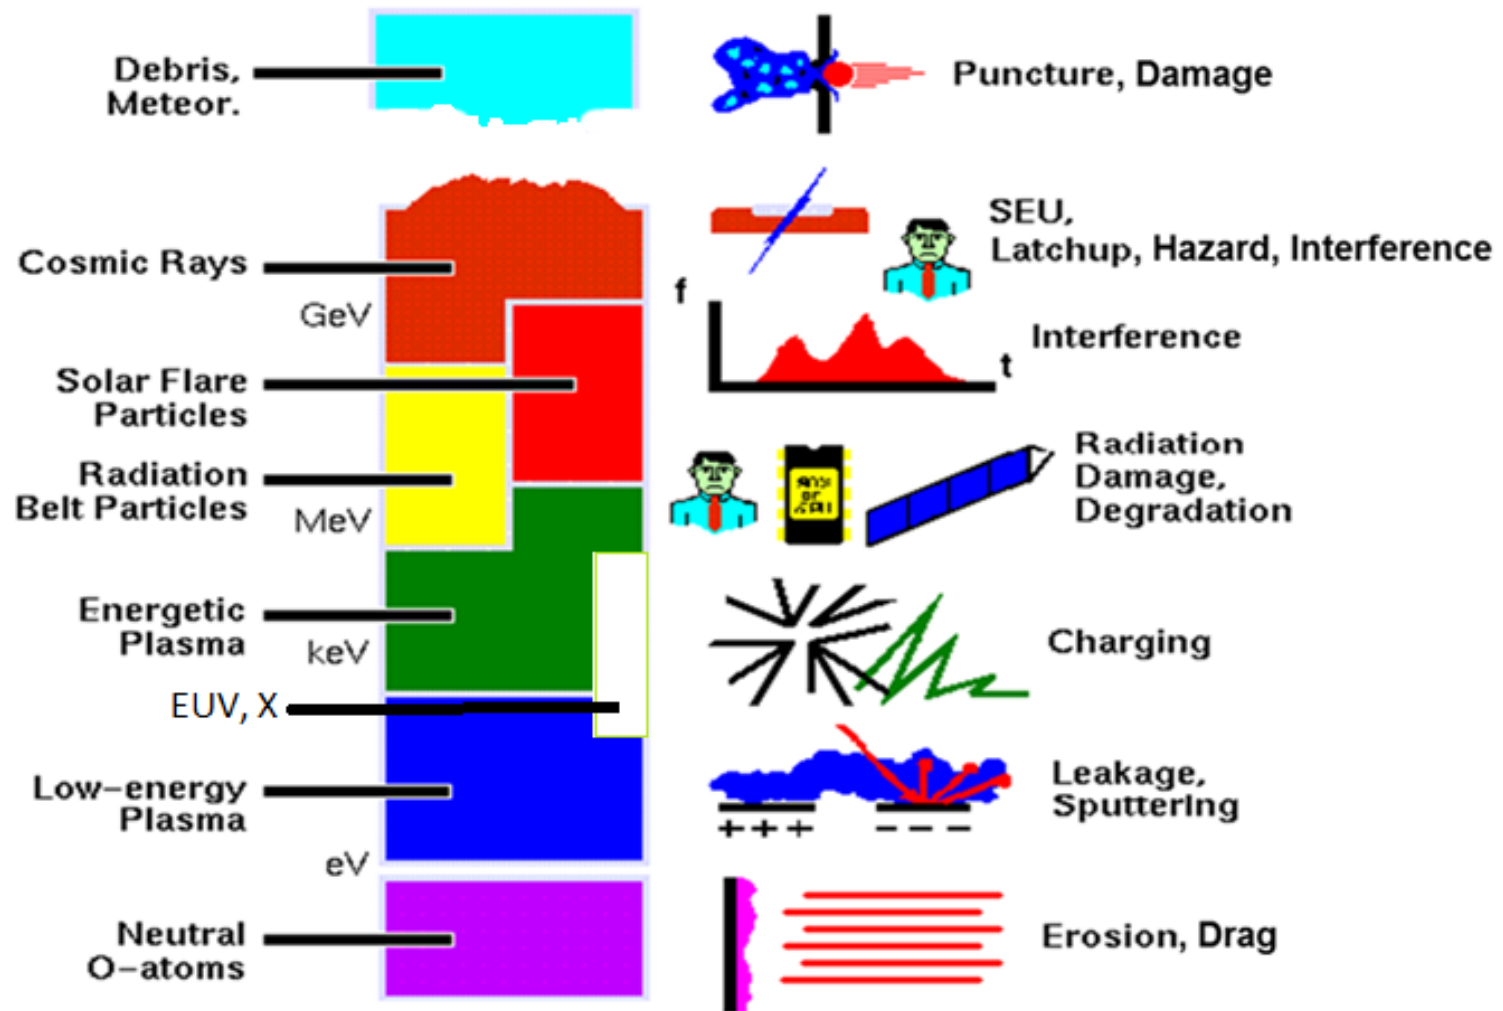 Debris,
Meteor.
Puncture, Damage
SEU,
Latchup, Hazard, Interference
Cosmic Rays
GeV
f
t
Interference
Solar Flare
Particles
Radiation
Belt Particles
MeV
Radiation
Damage,
Degradation
Energetic
Plasma
keV
Charging
EUV, X
Low-energy
Plasma
eV
Leakage,
Sputtering
+ + +
− − −
Neutral
O-atoms
Erosion, Drag